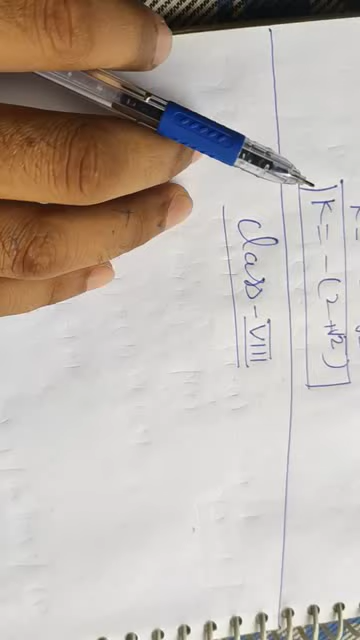 K =
K = -(2+√2)
Class - VIII